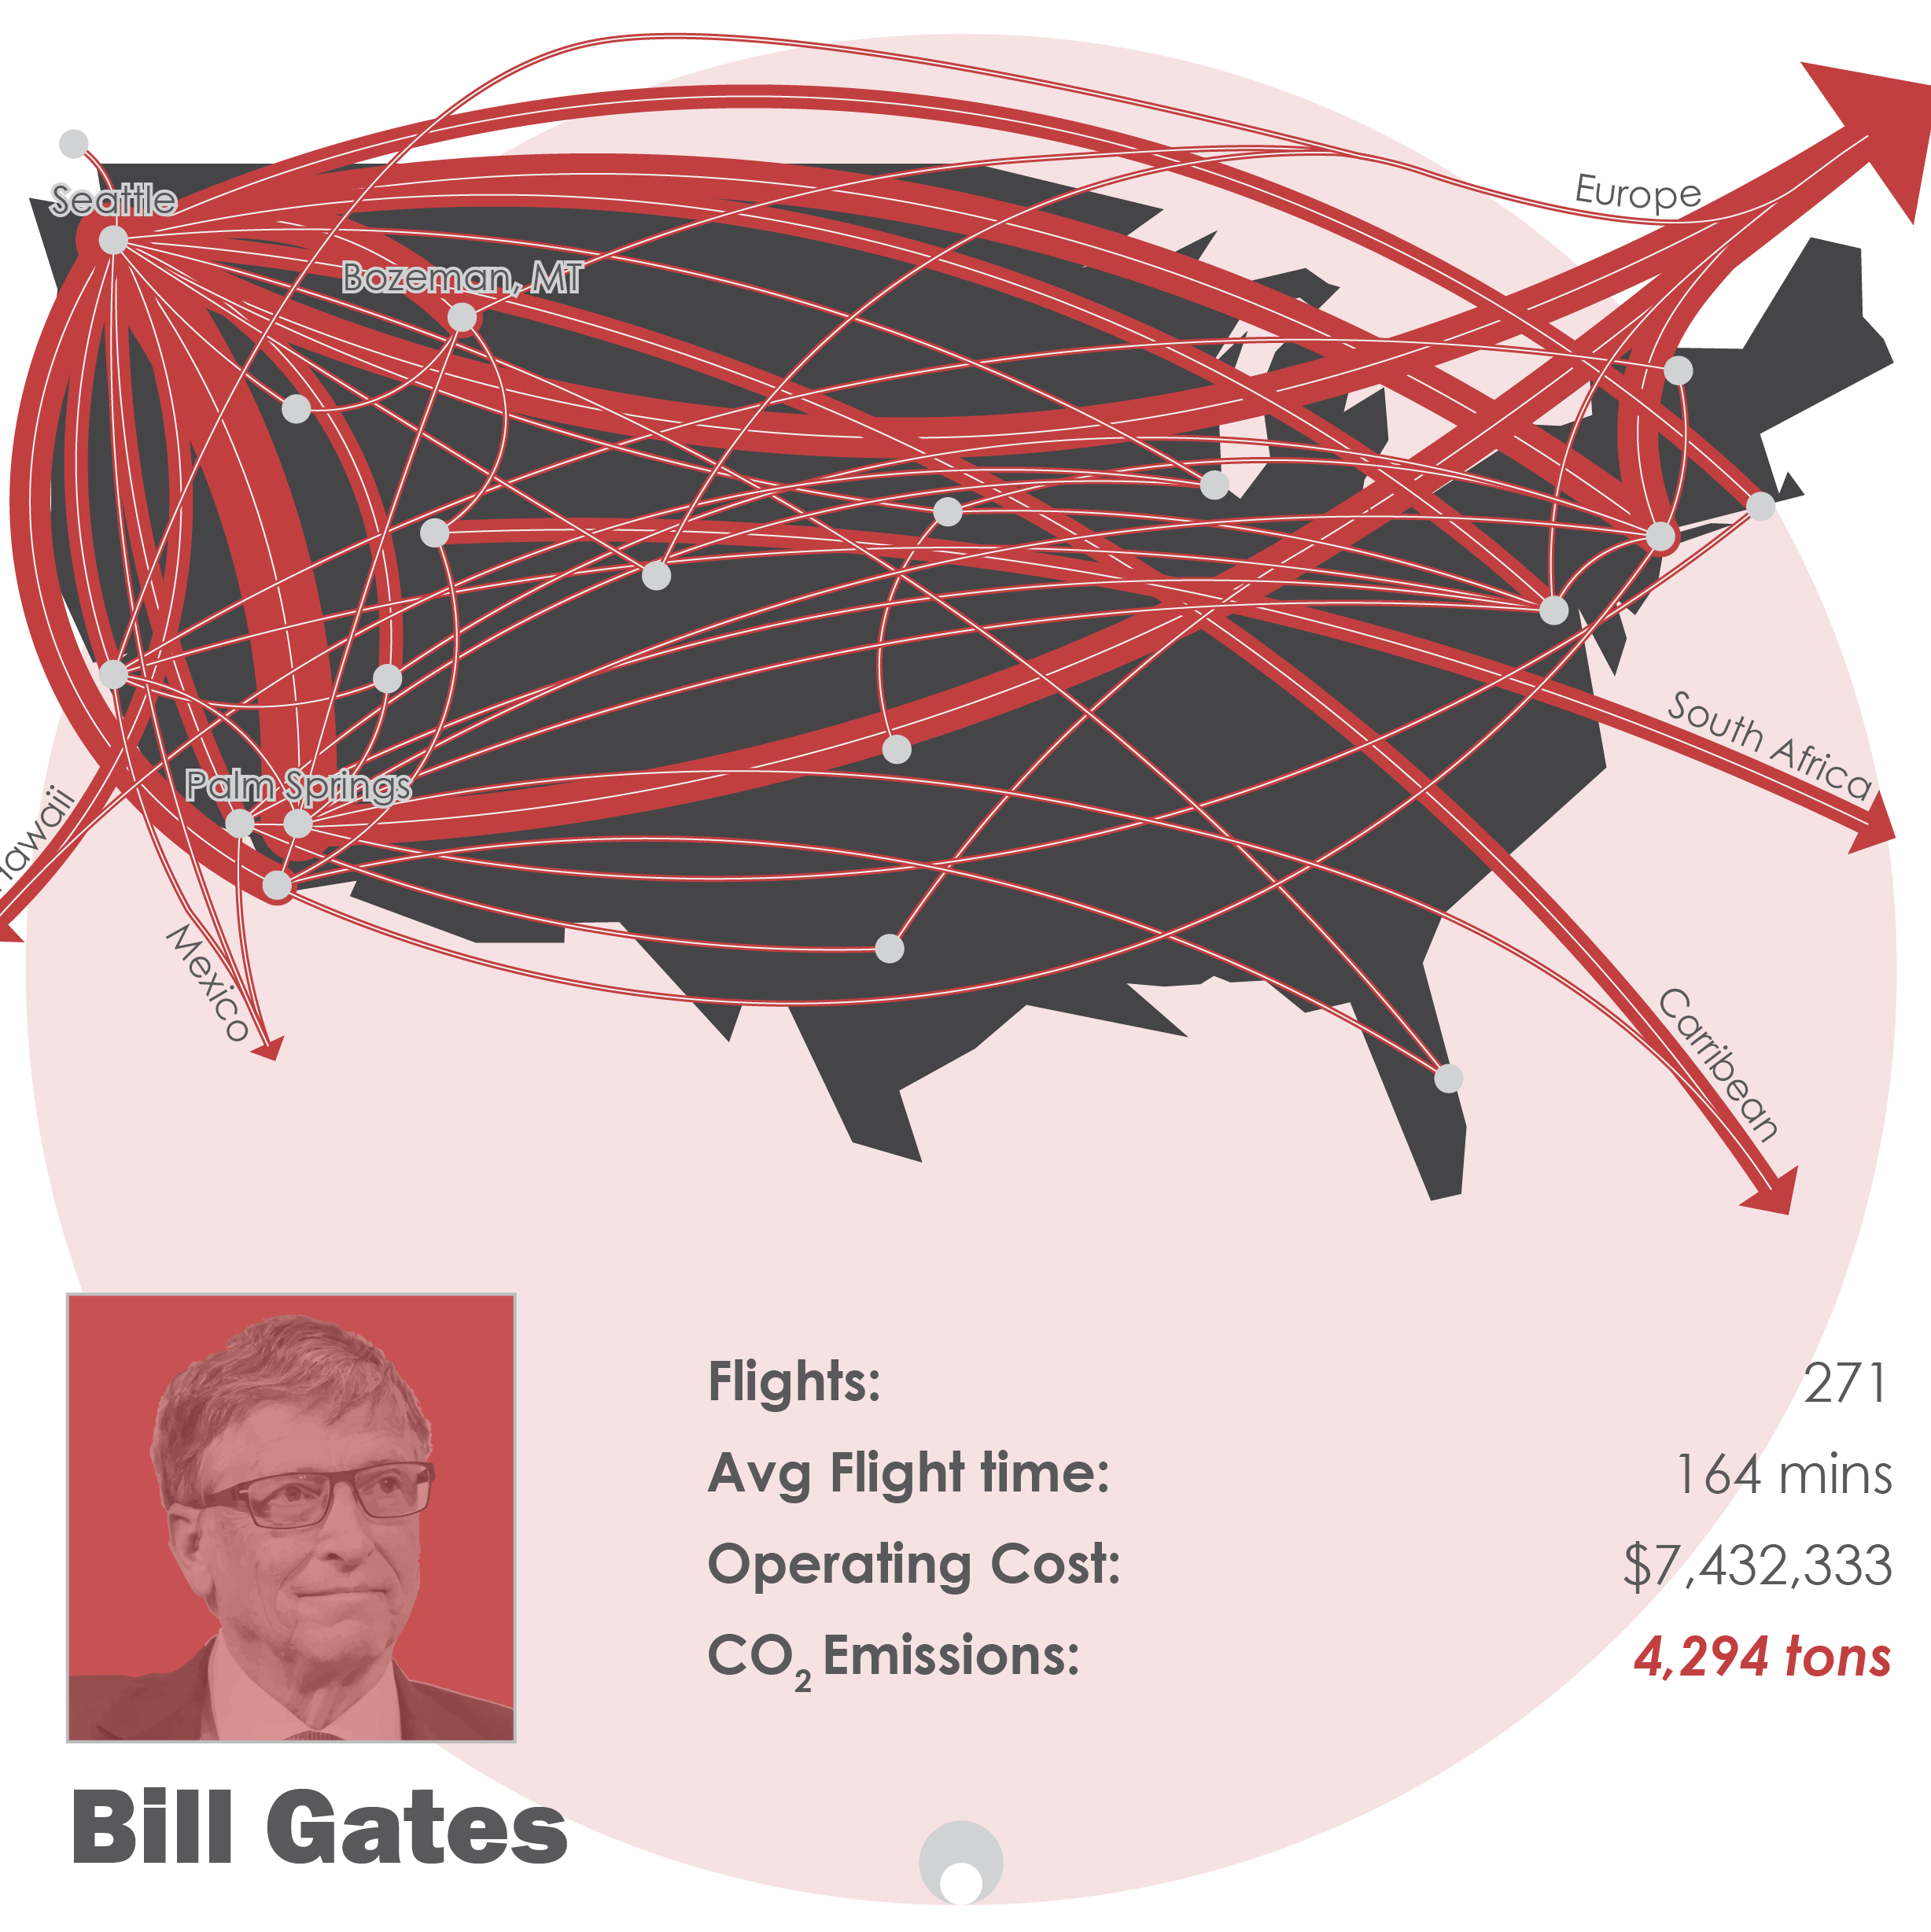 Seattle
Bozeman, MT
Europe
South Africa
Palm Springs
Hawaii
Mexico
Carribean
Flights: 271
Avg Flight time: 164 mins
Operating Cost: $7,432,333
CO2 Emissions: 4,294 tons
Bill Gates